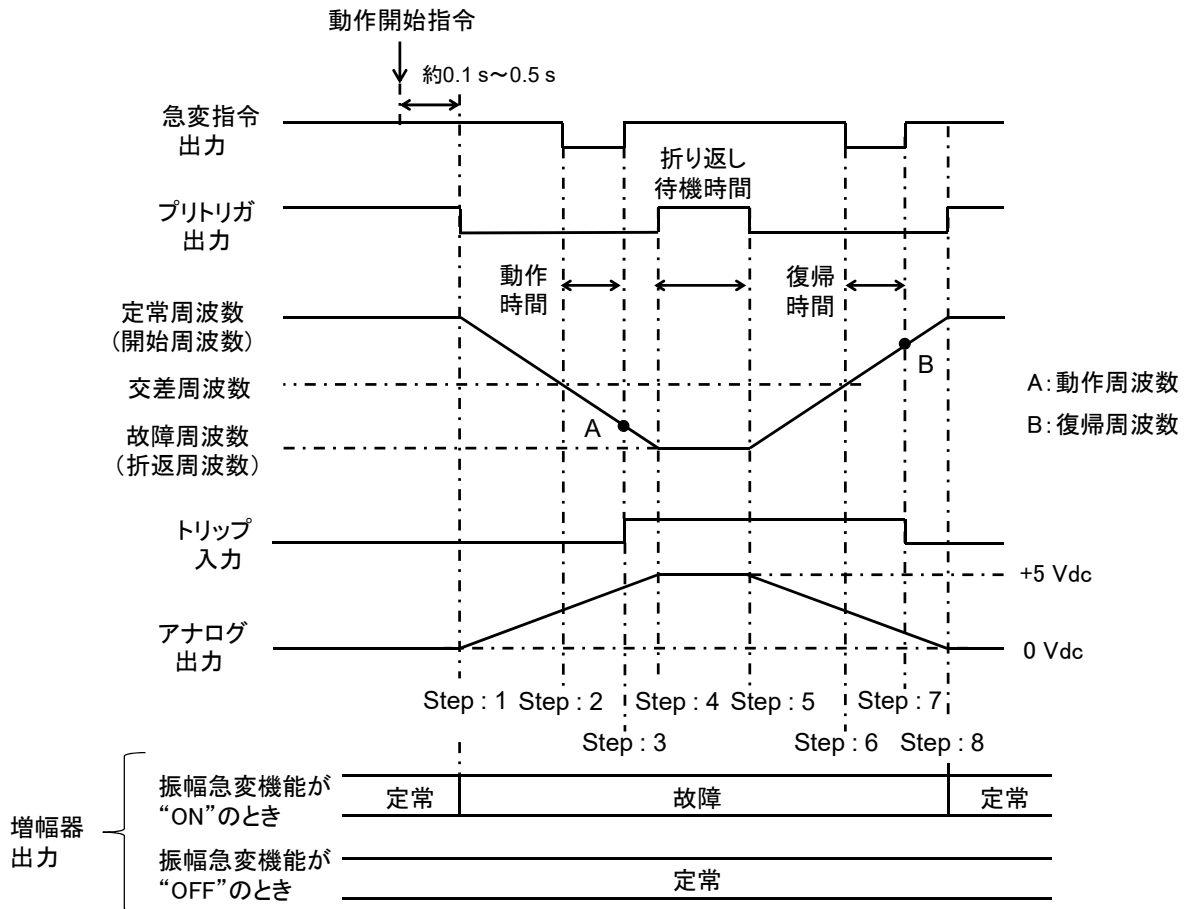 動作開始指令
約0.1 s～0.5 s
急変指令
出力
折り返し
待機時間
プリトリガ
出力
動作
時間
復帰
時間
定常周波数
（開始周波数）
B
交差周波数
A：動作周波数
A
B：復帰周波数
故障周波数
（折返周波数）
トリップ
入力
+5 Vdc
アナログ
出力
0 Vdc
Step : 1
Step : 2
Step : 4
Step : 5
Step : 7
Step : 3
Step : 6
Step : 8
増幅器
出力
振幅急変機能が
“ON”のとき
定常
故障
定常
振幅急変機能が
“OFF”のとき
定常